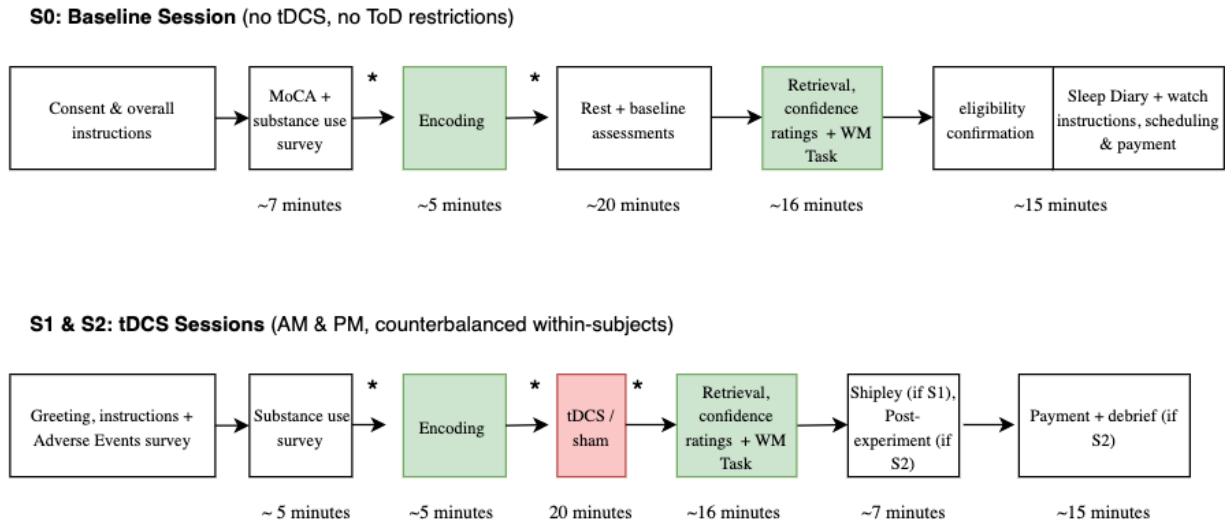 S0: Baseline Session (no tDCS, no ToD restrictions)
Consent & overall
instructions
MoCA +
substance use
survey
*
Encoding
*
Rest + baseline
assessments
Retrieval,
confidence
ratings + WM
Task
eligibility
confirmation
Sleep Diary + watch
instructions, scheduling
& payment
~7 minutes
~5 minutes
~20 minutes
~16 minutes
~15 minutes
S1 & S2: tDCS Sessions (AM & PM, counterbalanced within-subjects)
Greeting, instructions +
Adverse Events survey
Substance use
survey
*
Encoding
*
tDCS /
sham
*
Retrieval,
confidence
ratings + WM
Task
Shipley (if S1),
Post-
experiment (if
S2)
Payment + debrief (if
S2)
~ 5 minutes
~5 minutes
20 minutes
~16 minutes
~7 minutes
~15 minutes